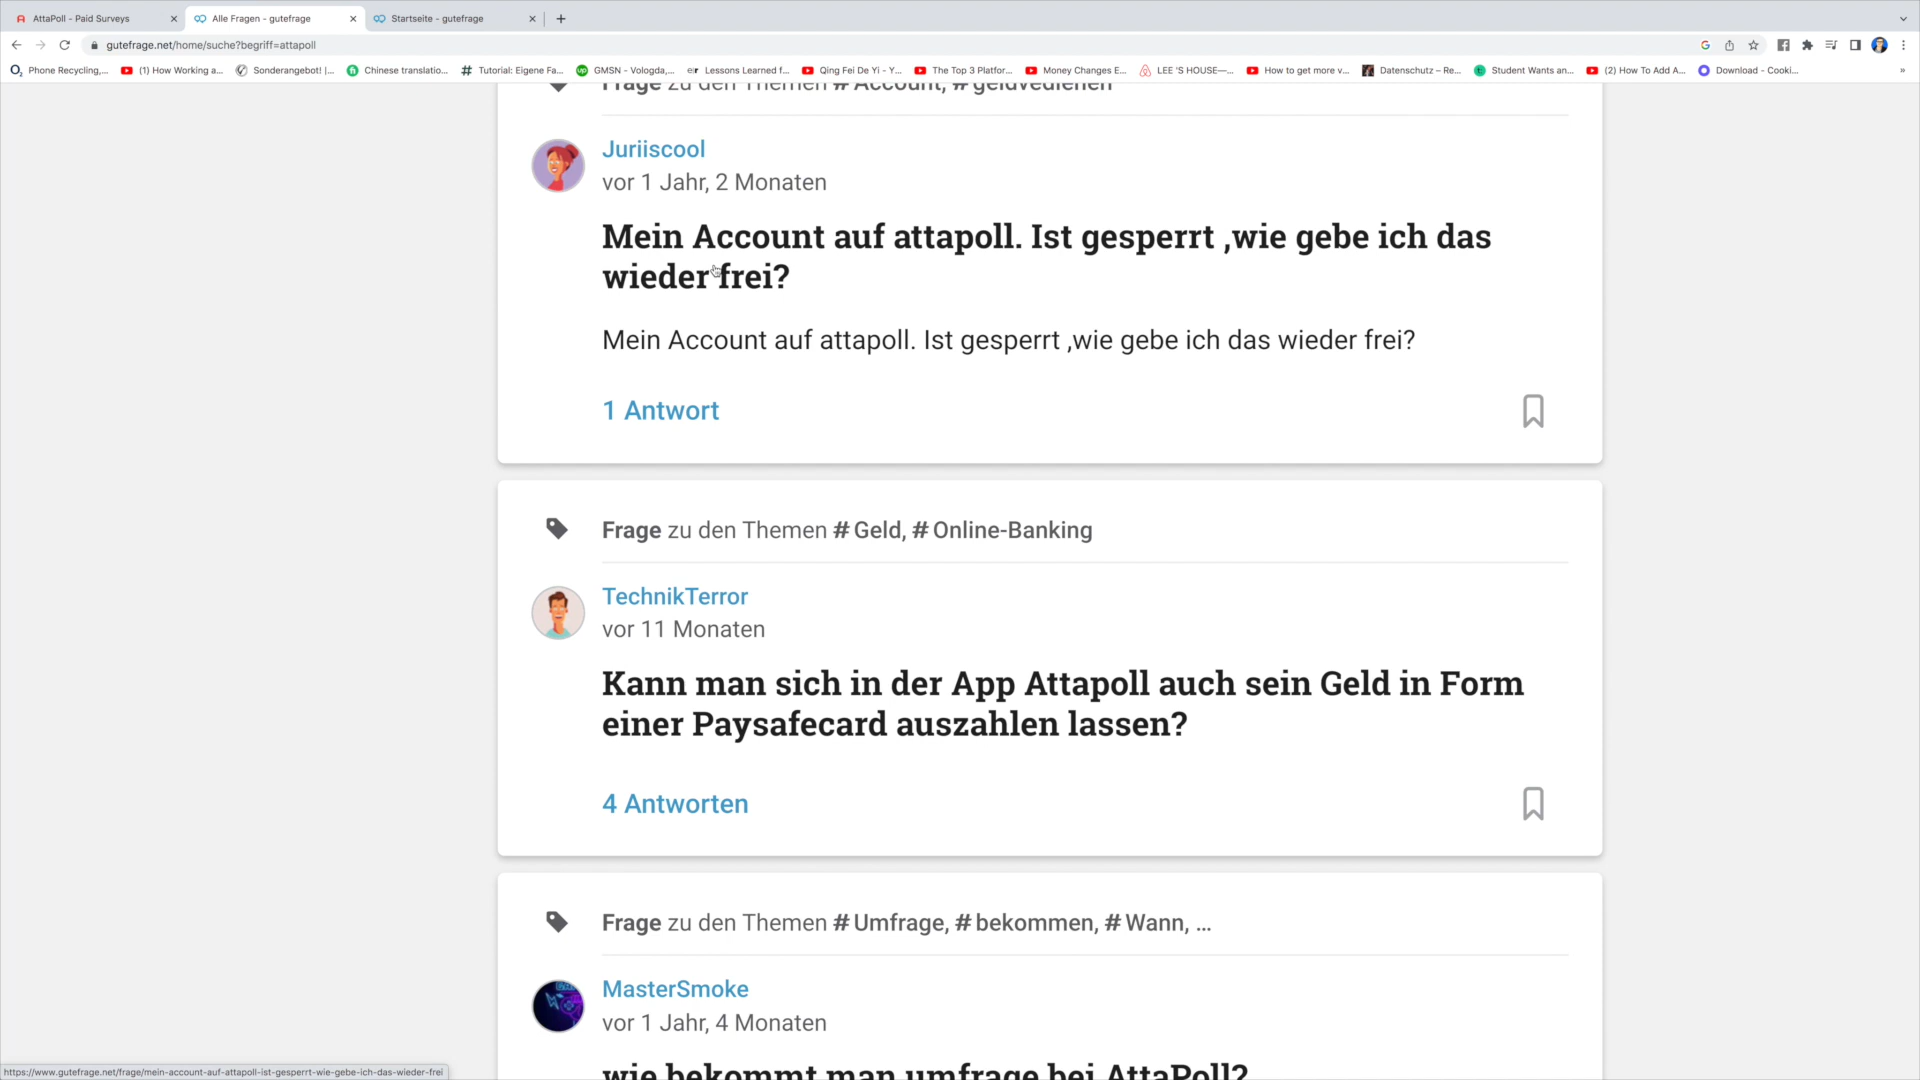 AttaPoll - Paid Surveys
Alle Fragen - gutefrage
Startseite - gutefrage
gutefrage.net/home/suche?begriff=attapoll
Phone Recycling,... (1) How Working a... Sonderangebot! |... Chinese translatio... Tutorial: Eigene Fa... GMSN - Vologda,... Lessons Learned f... Qing Fei De Yi - Y... The Top 3 Platfor... Money Changes E... LEE 'S HOUSE—... How to get more v... Datenschutz – Re... Student Wants an... (2) How To Add A... Download - Cooki... »
Frage zu den Themen # Account, # geldverdienen
Juriiscool
vor 1 Jahr, 2 Monaten
Mein Account auf attapoll. Ist gesperrt ,wie gebe ich das
wieder frei?
Mein Account auf attapoll. Ist gesperrt ,wie gebe ich das wieder frei?
1 Antwort
Frage zu den Themen # Geld, # Online-Banking
TechnikTerror
vor 11 Monaten
Kann man sich in der App Attapoll auch sein Geld in Form
einer Paysafecard auszahlen lassen?
4 Antworten
Frage zu den Themen # Umfrage, # bekommen, # Wann, ...
MasterSmoke
vor 1 Jahr, 4 Monaten
wie bekommt man umfrage bei AttaPoll?
https://www.gutefrage.net/frage/mein-account-auf-attapoll-ist-gesperrt-wie-gebe-ich-das-wieder-frei